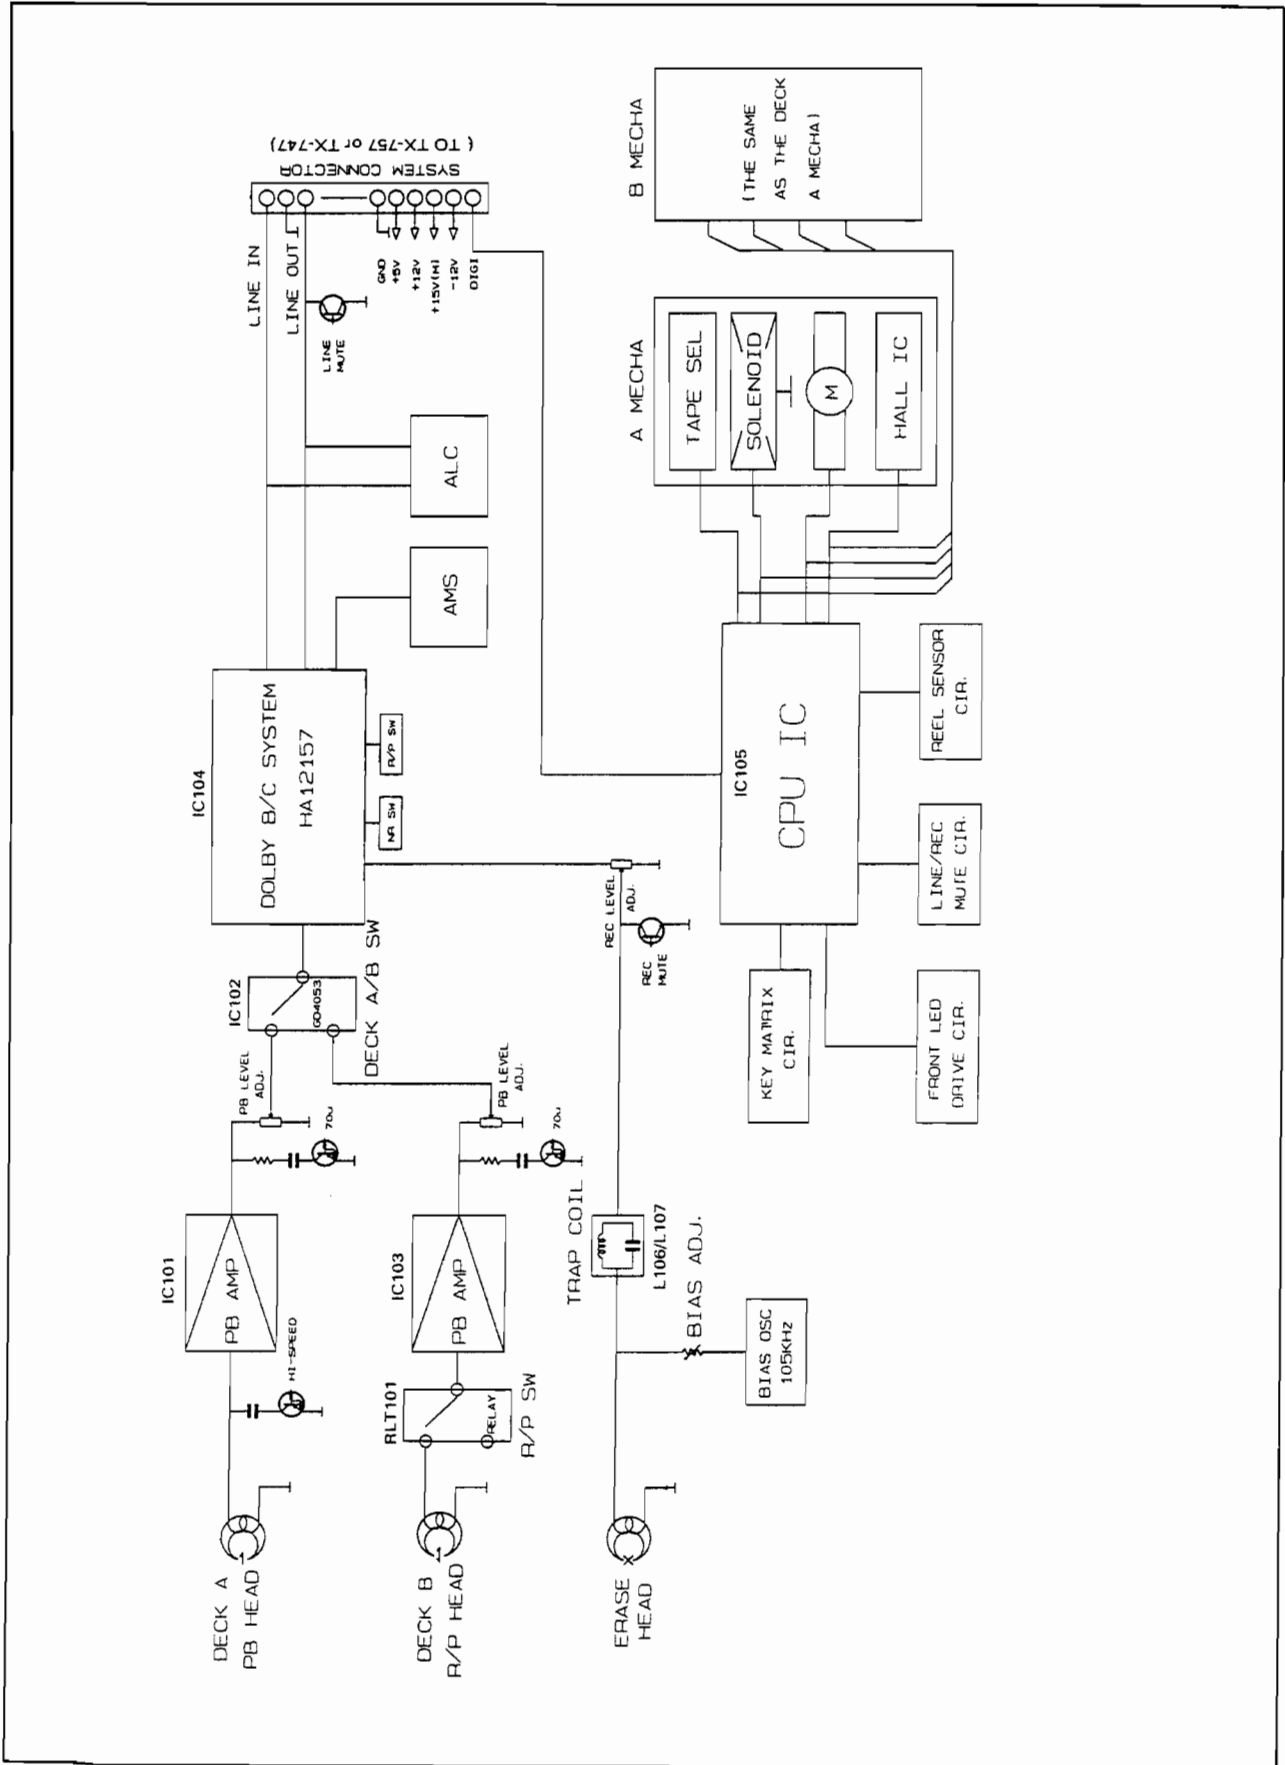 DECK A
PB HEAD
HI-SPEED
IC101
PB AMP
70u
PB LEVEL
ADJ.
IC102
GD4053
DECK A/B SW
IC104
DOLBY B/C SYSTEM
HA12157
NR SW
R/P SW
AMS
ALC
LINE IN
LINE OUT
LINE
MUTE
SYSTEM CONNECTOR
( TO TX-757 or TX-747)
GND
+5V
+12V
+15V(M)
-12V
DIGI
DECK B
R/P HEAD
RLT101
RELAY
R/P SW
IC103
PB AMP
70u
PB LEVEL
ADJ.
ERASE
HEAD
TRAP COIL
L106/L107
BIAS ADJ.
BIAS OSC
105KHz
REC LEVEL
ADJ.
REC
MUTE
IC105
CPU IC
KEY MATRIX
CIR.
FRONT LED
DRIVE CIR.
LINE/REC
MUTE CIR.
REEL SENSOR
CIR.
A MECHA
TAPE SEL
SOLENOID
M
HALL IC
B MECHA
(THE SAME
AS THE DECK
A MECHA)